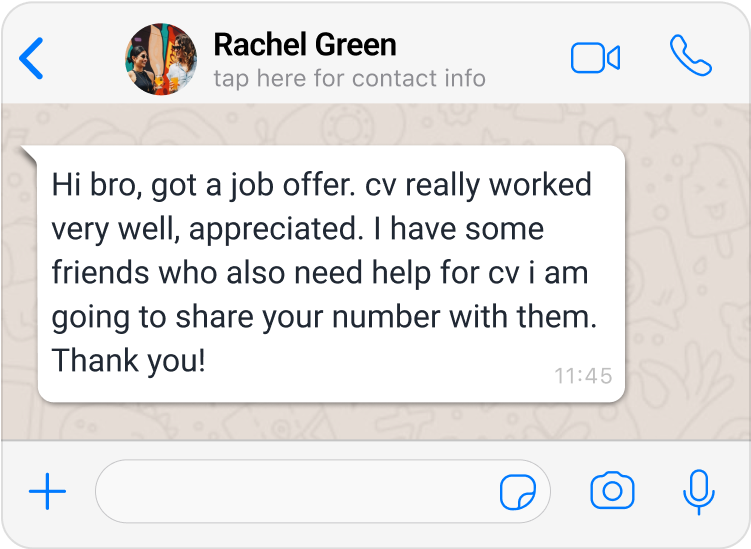 Rachel Green
tap here for contact info
Hi bro, got a job offer. cv really worked
very well, appreciated. I have some
friends who also need help for cv i am
going to share your number with them.
Thank you!
11:45